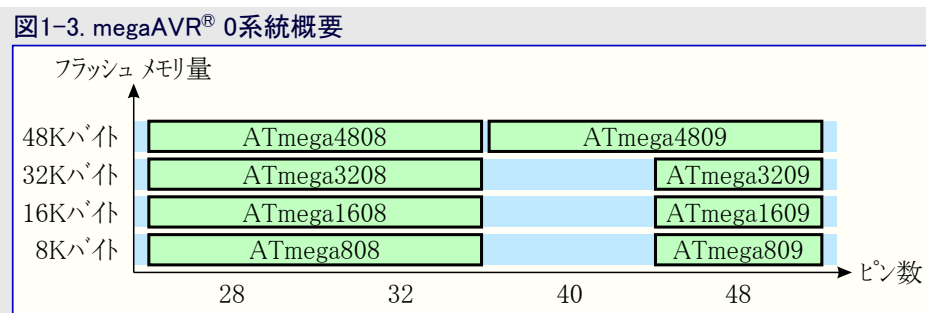 図1-3. megaAVR® 0系統概要
フラッシュ メモリ量
48Kバイト ATmega4808 ATmega4809
32Kバイト ATmega3208 ATmega3209
16Kバイト ATmega1608 ATmega1609
8Kバイト ATmega808 ATmega809
ピン数
28 32 40 48